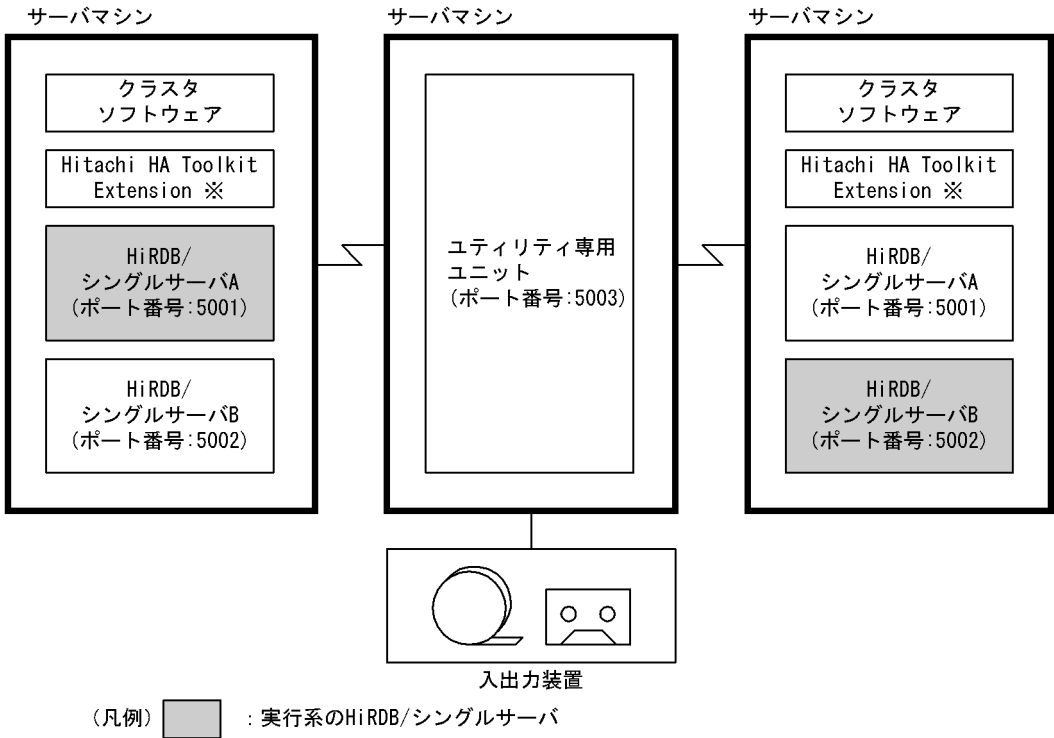 サーバマシン
サーバマシン
サーバマシン
クラスタ
ソフトウェア
Hitachi HA Toolkit
Extension ※
HiRDB/
シングルサーバA
(ポート番号:5001)
HiRDB/
シングルサーバB
(ポート番号:5002)
ユティリティ専用
ユニット
(ポート番号:5003)
クラスタ
ソフトウェア
Hitachi HA Toolkit
Extension ※
HiRDB/
シングルサーバA
(ポート番号:5001)
HiRDB/
シングルサーバB
(ポート番号:5002)
入出力装置
(凡例) :実行系のHiRDB/シングルサーバ